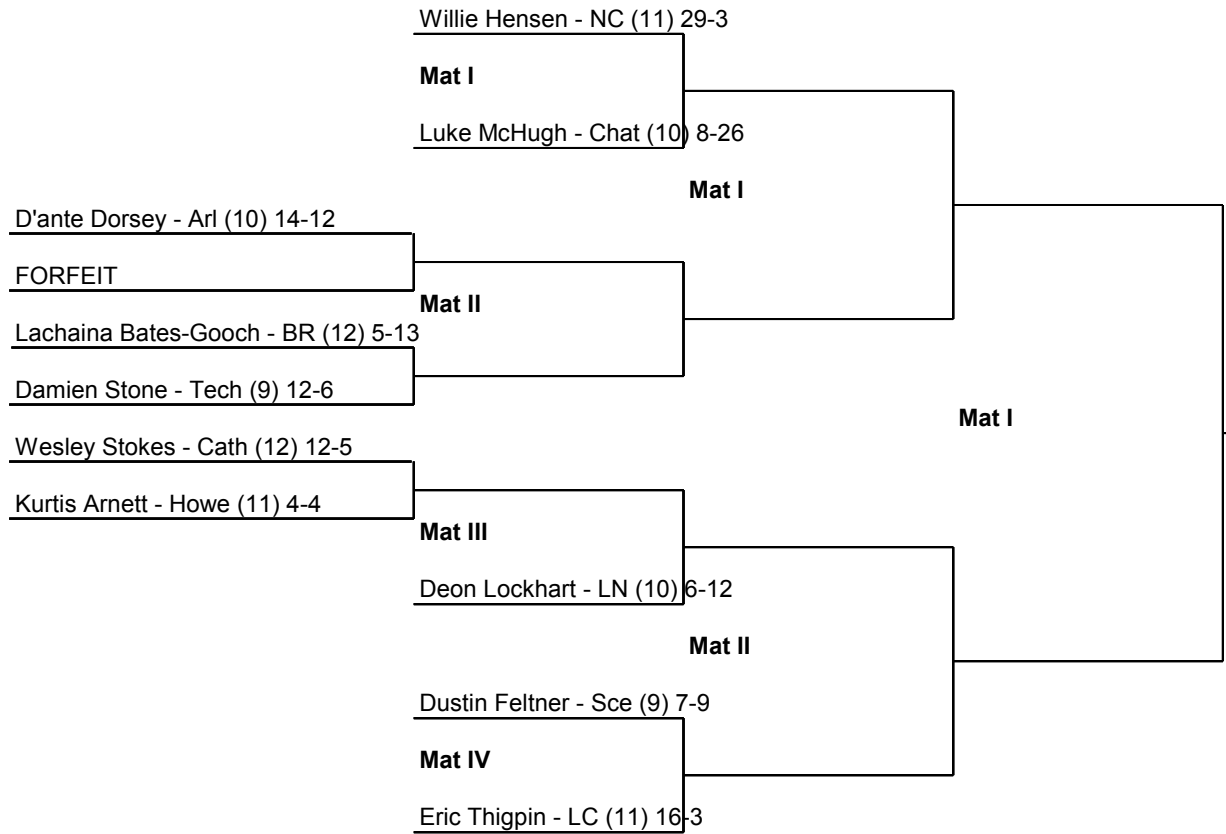 Willie Hensen - NC (11) 29-3
Mat I
Luke McHugh - Chat (10) 8-26
Mat I
D'ante Dorsey - Arl (10) 14-12
FORFEIT
Mat II
Lachaina Bates-Gooch - BR (12) 5-13
Damien Stone - Tech (9) 12-6
Mat I
Wesley Stokes - Cath (12) 12-5
Kurtis Arnett - Howe (11) 4-4
Mat III
Deon Lockhart - LN (10) 6-12
Mat II
Dustin Feltner - Sce (9) 7-9
Mat IV
Eric Thigpin - LC (11) 16-3